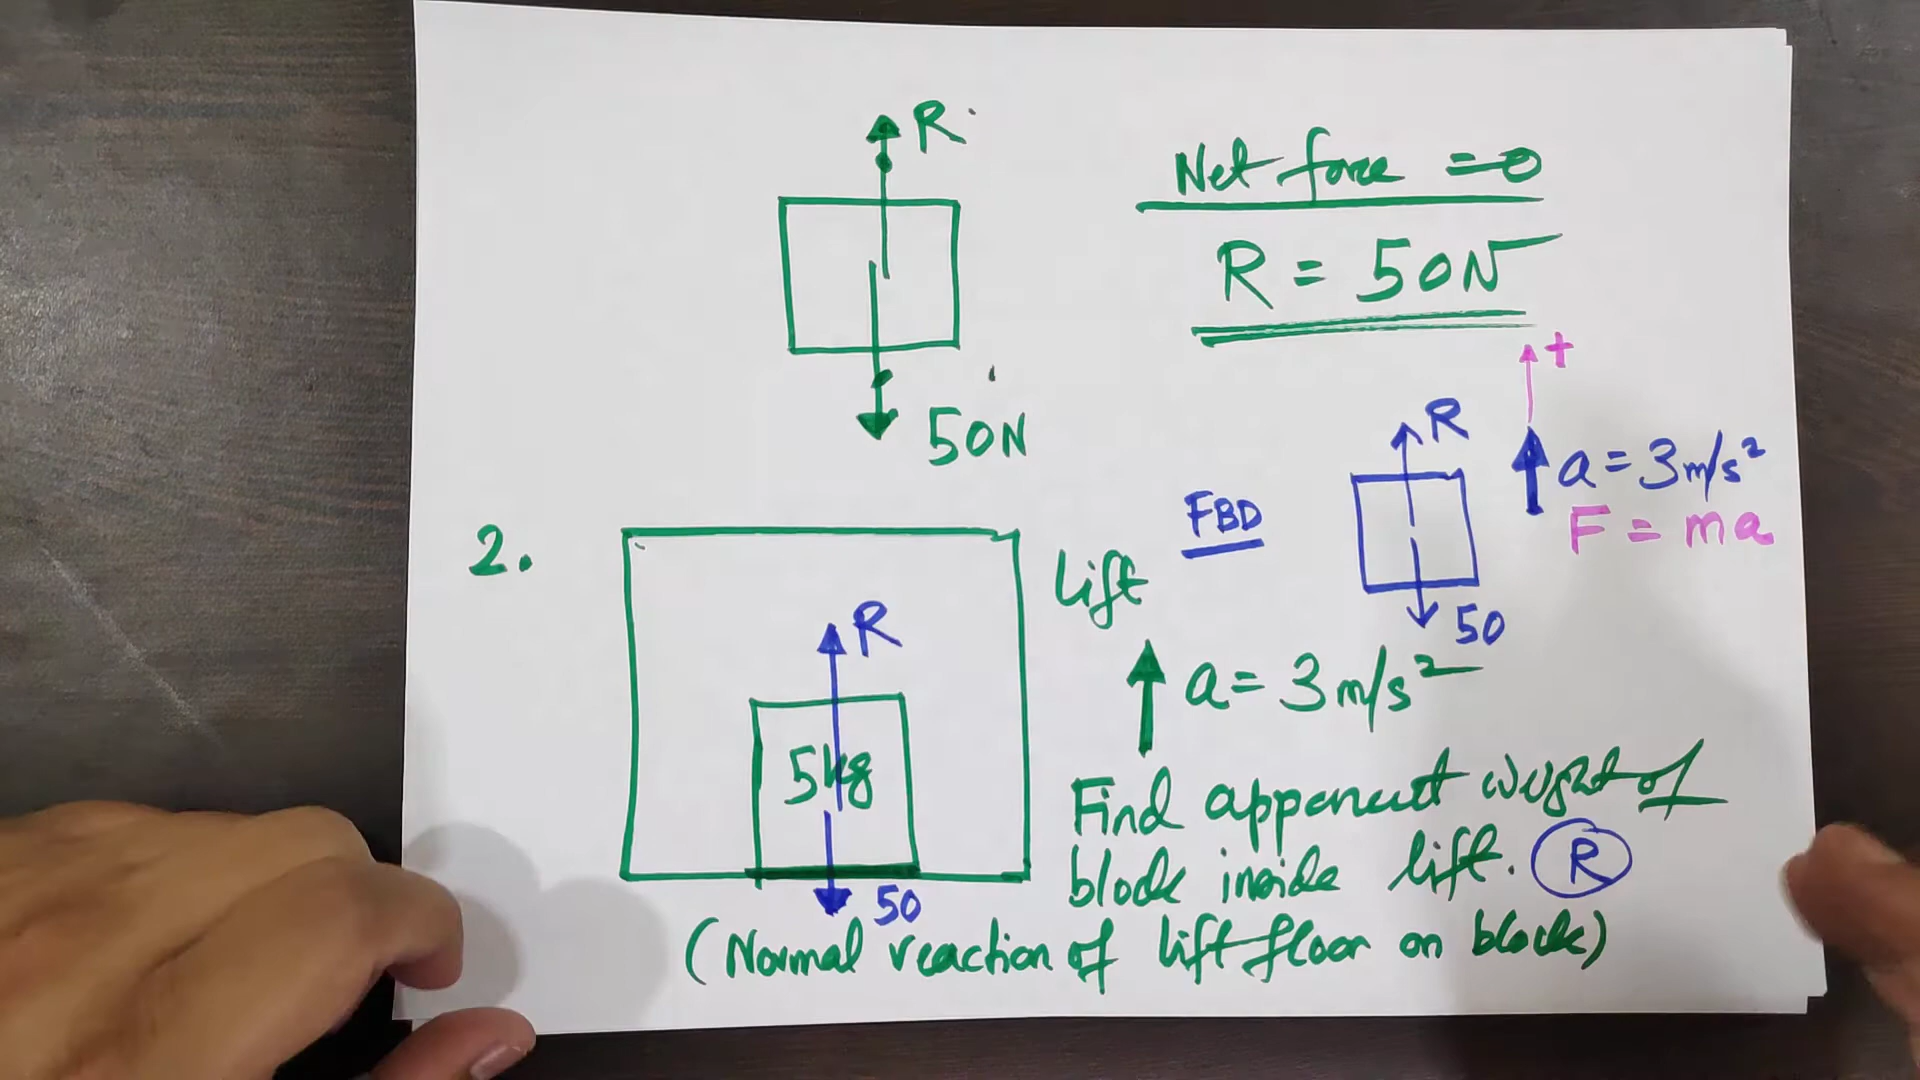 R
Net force = 0
R = 50N
50N
+
R
a = 3m/s²
F = ma
FBD
50
2.
Lift
R
a = 3m/s²
5kg
Find apparent weight of
block inside lift. R
50
(Normal reaction of lift floor on block)